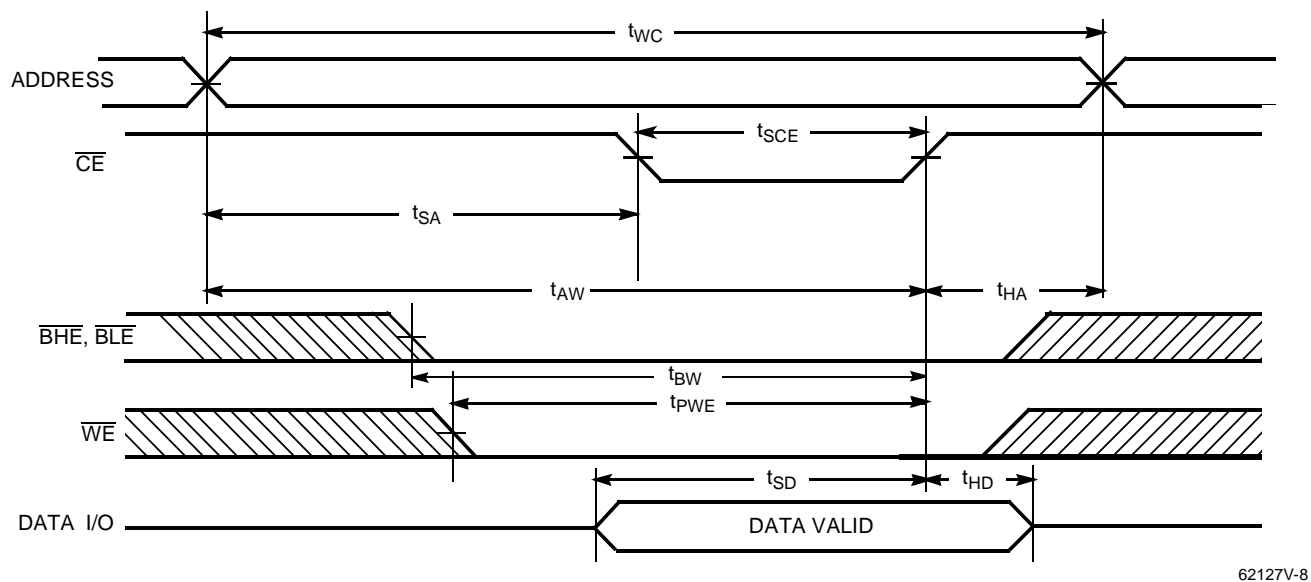 tWC
ADDRESS
tSCE
CE
tSA
tAW
tHA
BHE, BLE
tBW
tPWE
WE
tSD
tHD
DATA I/O
DATA VALID
62127V-8